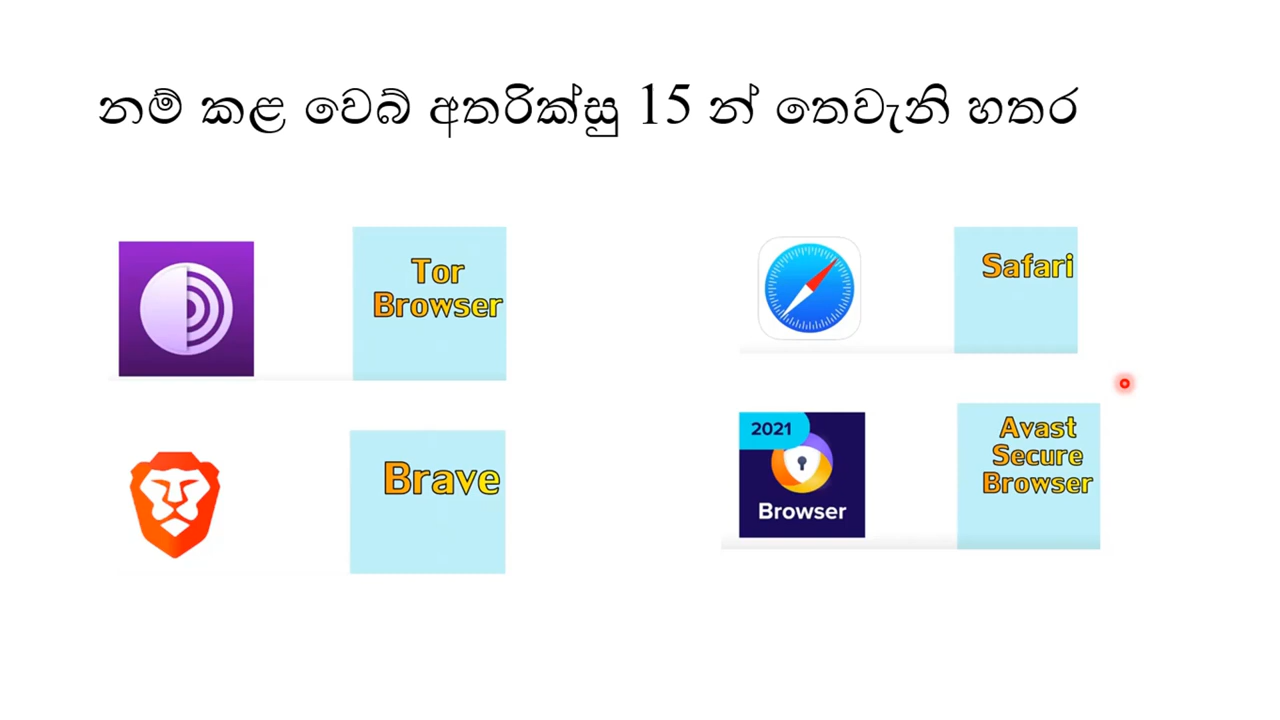 නම් කළ වෙබ් අතරික්සු 15 න් තෙවැනි හතර
Tor
Browser
Safari
Brave
2021
Browser
Avast
Secure
Browser